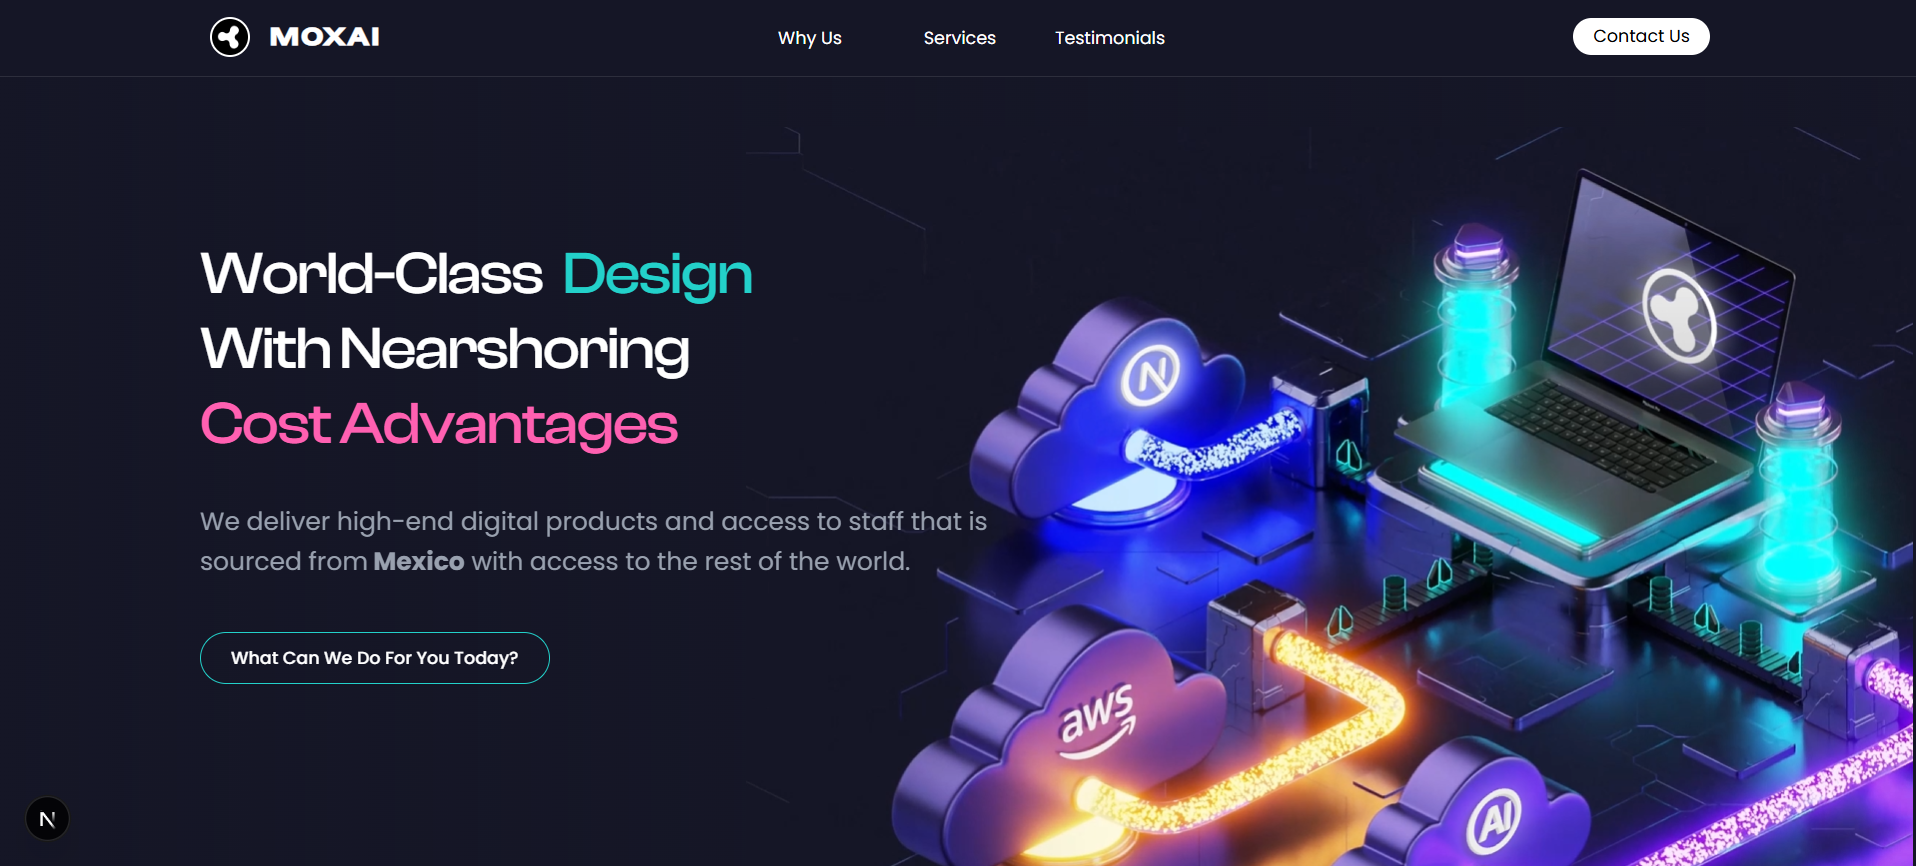 MOXAI
Why Us
Services
Testimonials
Contact Us
World-Class Design
With Nearshoring
Cost Advantages
We deliver high-end digital products and access to staff that is
sourced from Mexico with access to the rest of the world.
What Can We Do For You Today?
N
aws
AI
N